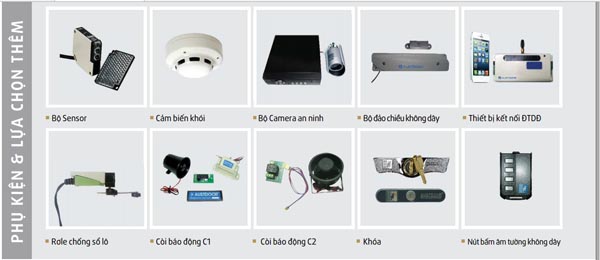 PHỤ KIỆN & LỰA CHỌN THÊM
Bộ Sensor
Cảm biến khói
Bộ Camera an ninh
Bộ đảo chiều không dây
Thiết bị kết nối ĐTDĐ
Rơle chống sổ lô
Còi báo động C1
Còi báo động C2
Khóa
Nút bấm âm tường không dây
AUSTDOOR